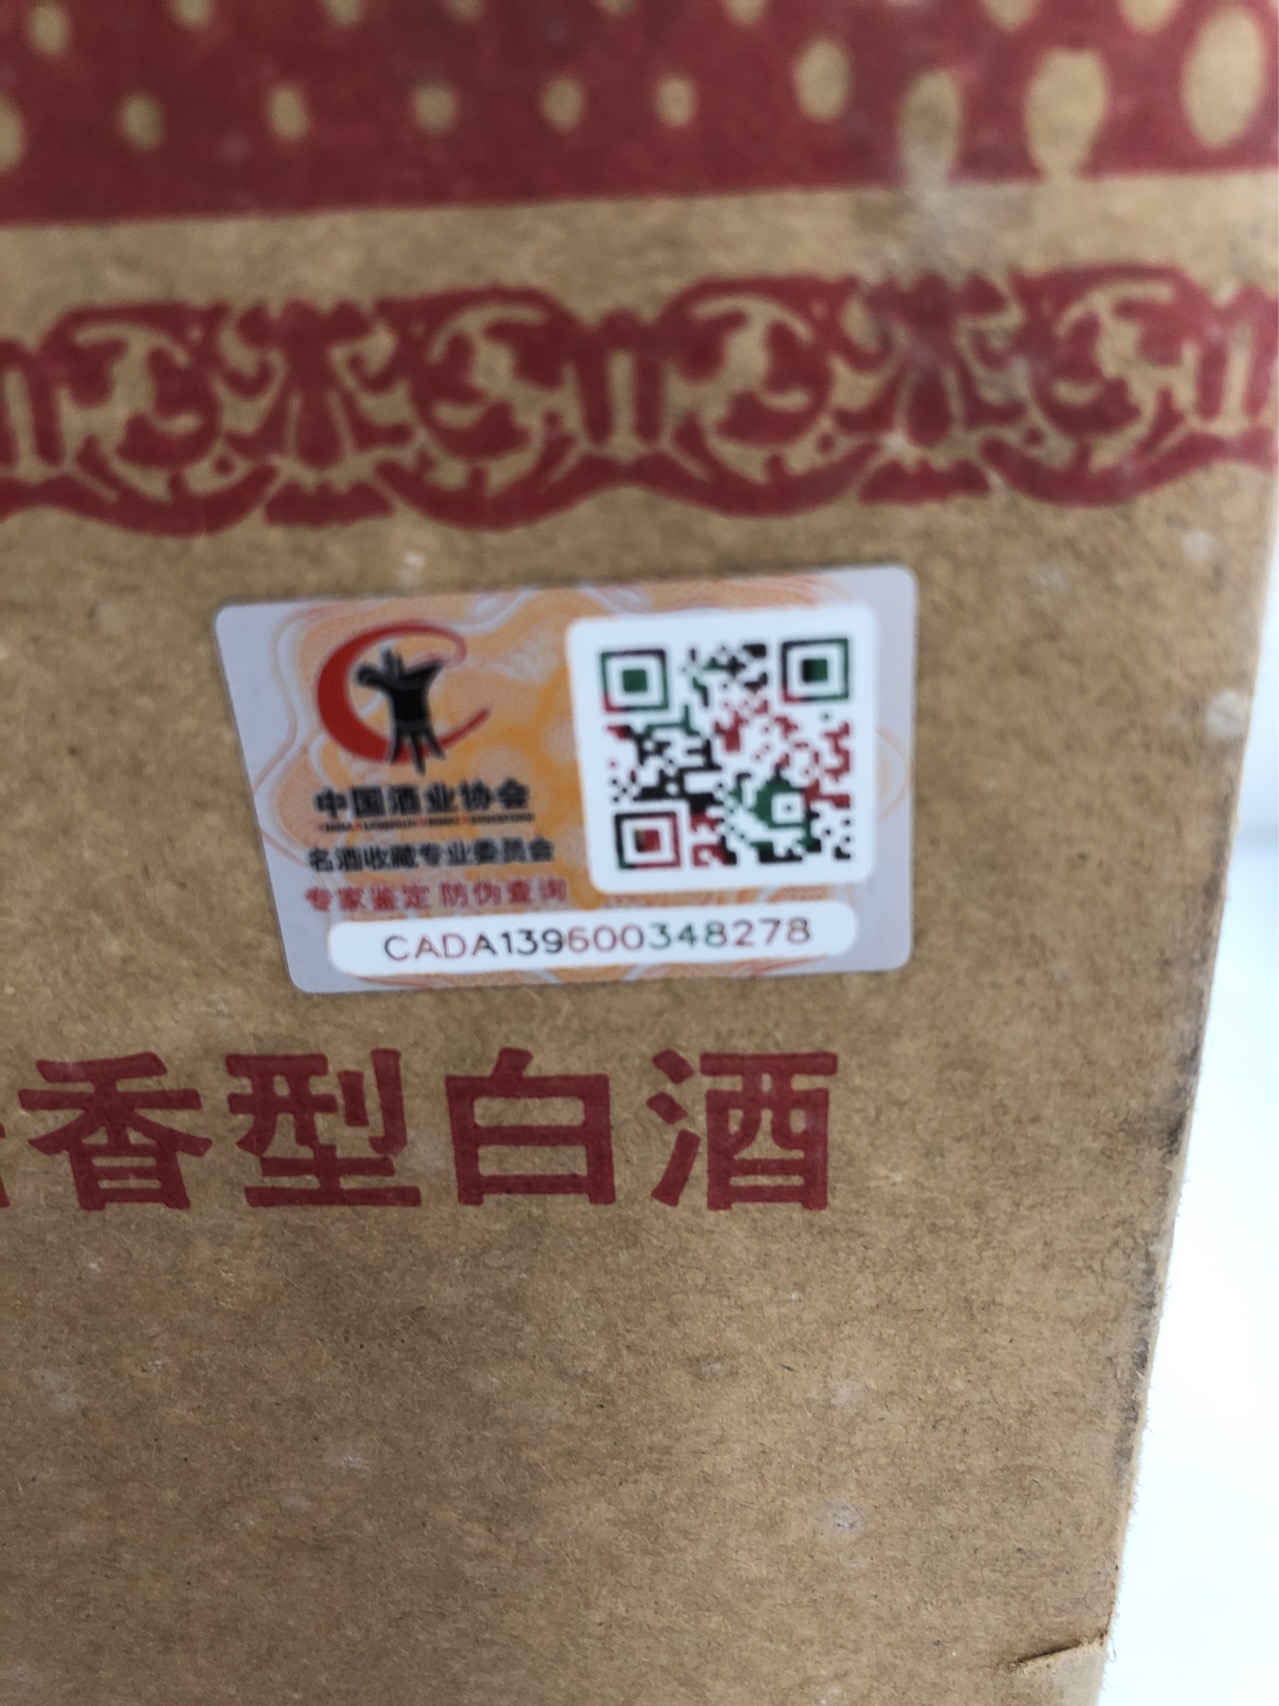 中国酒业协会
名酒收藏专业委员会
专家鉴定 防伪查询
CADA139600348278
香型白酒